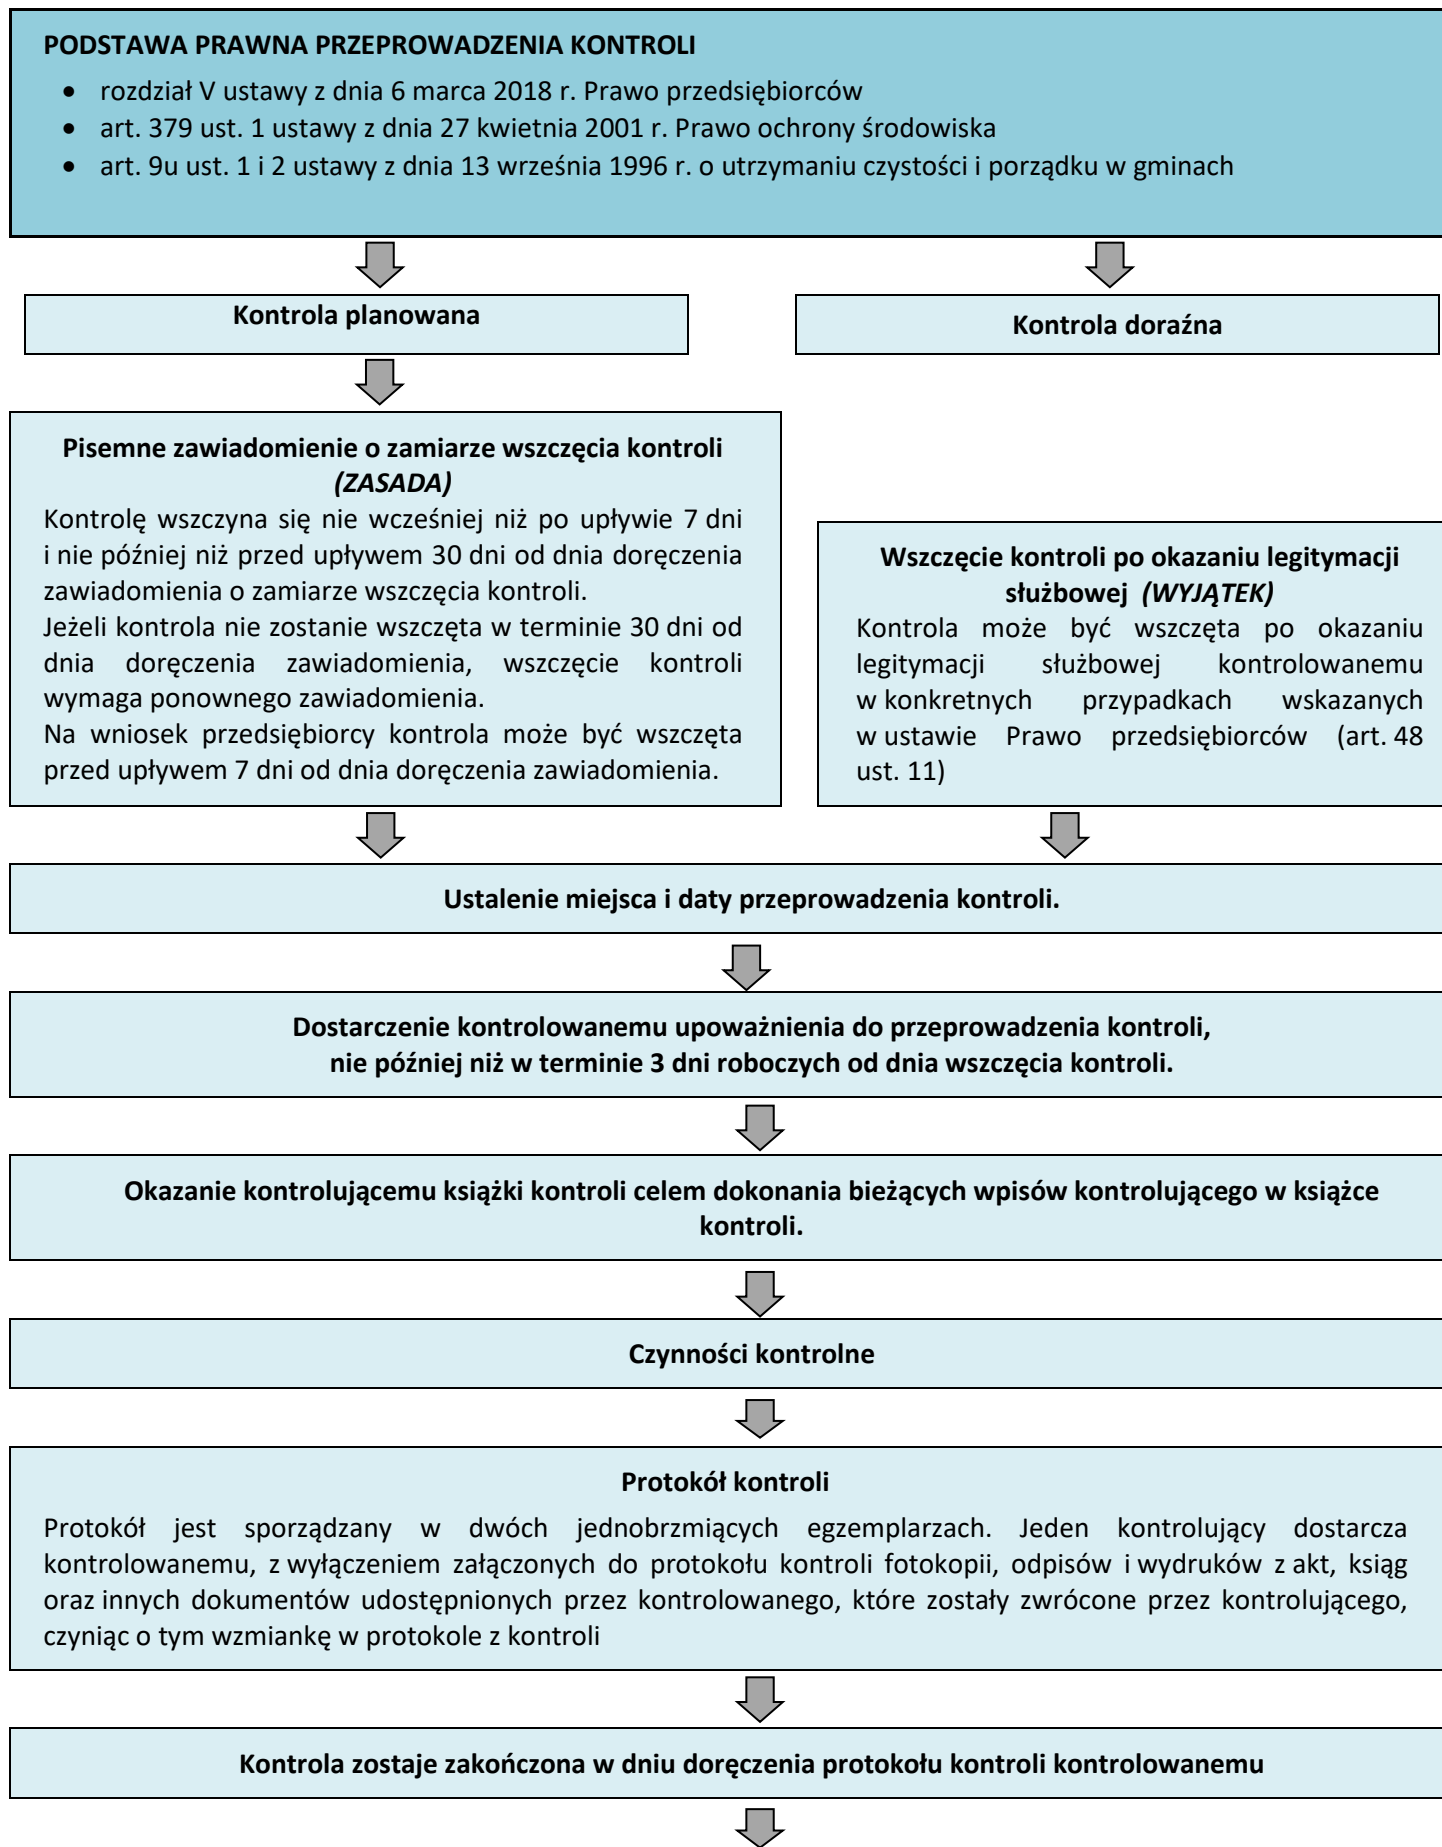 PODSTAWA PRAWNA PRZEPROWADZENIA KONTROLI
• rozdział V ustawy z dnia 6 marca 2018 r. Prawo przedsiębiorców
• art. 379 ust. 1 ustawy z dnia 27 kwietnia 2001 r. Prawo ochrony środowiska
• art. 9u ust. 1 i 2 ustawy z dnia 13 września 1996 r. o utrzymaniu czystości i porządku w gminach
Kontrola planowana
Kontrola doraźna
Pisemne zawiadomienie o zamiarze wszczęcia kontroli
(ZASADA)
Kontrolę wszczyna się nie wcześniej niż po upływie 7 dni
i nie później niż przed upływem 30 dni od dnia doręczenia
zawiadomienia o zamiarze wszczęcia kontroli.
Jeżeli kontrola nie zostanie wszczęta w terminie 30 dni od
dnia doręczenia zawiadomienia, wszczęcie kontroli
wymaga ponownego zawiadomienia.
Na wniosek przedsiębiorcy kontrola może być wszczęta
przed upływem 7 dni od dnia doręczenia zawiadomienia.
Wszczęcie kontroli po okazaniu legitymacji
służbowej (WYJĄTEK)
Kontrola może być wszczęta po okazaniu
legitymacji służbowej kontrolowanemu
w konkretnych przypadkach wskazanych
w ustawie Prawo przedsiębiorców (art. 48
ust. 11)
Ustalenie miejsca i daty przeprowadzenia kontroli.
Dostarczenie kontrolowanemu upoważnienia do przeprowadzenia kontroli,
nie później niż w terminie 3 dni roboczych od dnia wszczęcia kontroli.
Okazanie kontrolującemu książki kontroli celem dokonania bieżących wpisów kontrolującego w książce
kontroli.
Czynności kontrolne
Protokół kontroli
Protokół jest sporządzany w dwóch jednobrzmiących egzemplarzach. Jeden kontrolujący dostarcza
kontrolowanemu, z wyłączeniem załączonych do protokołu kontroli fotokopii, odpisów i wydruków z akt, ksiąg
oraz innych dokumentów udostępnionych przez kontrolowanego, które zostały zwrócone przez kontrolującego,
czyniąc o tym wzmiankę w protokole z kontroli
Kontrola zostaje zakończona w dniu doręczenia protokołu kontroli kontrolowanemu